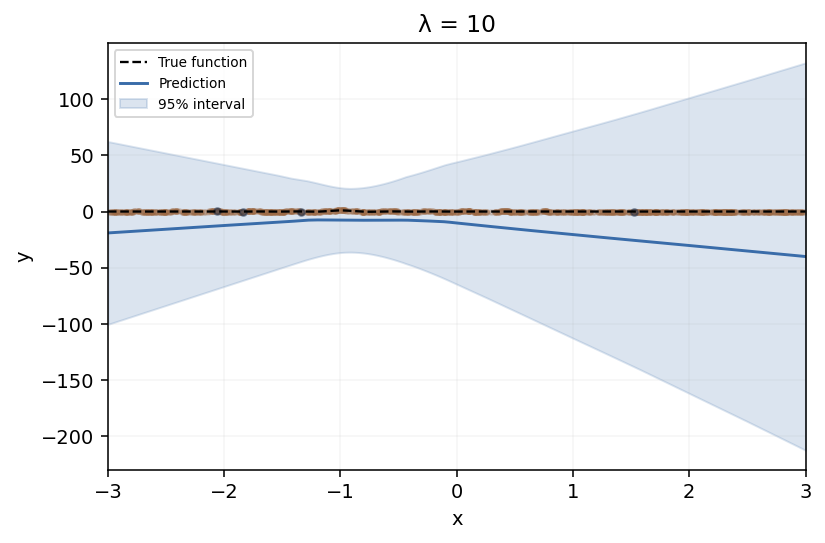 λ = 10
True function
Prediction
95% interval
100
50
0
−50
−100
−150
−200
y
−3
−2
−1
0
1
2
3
x